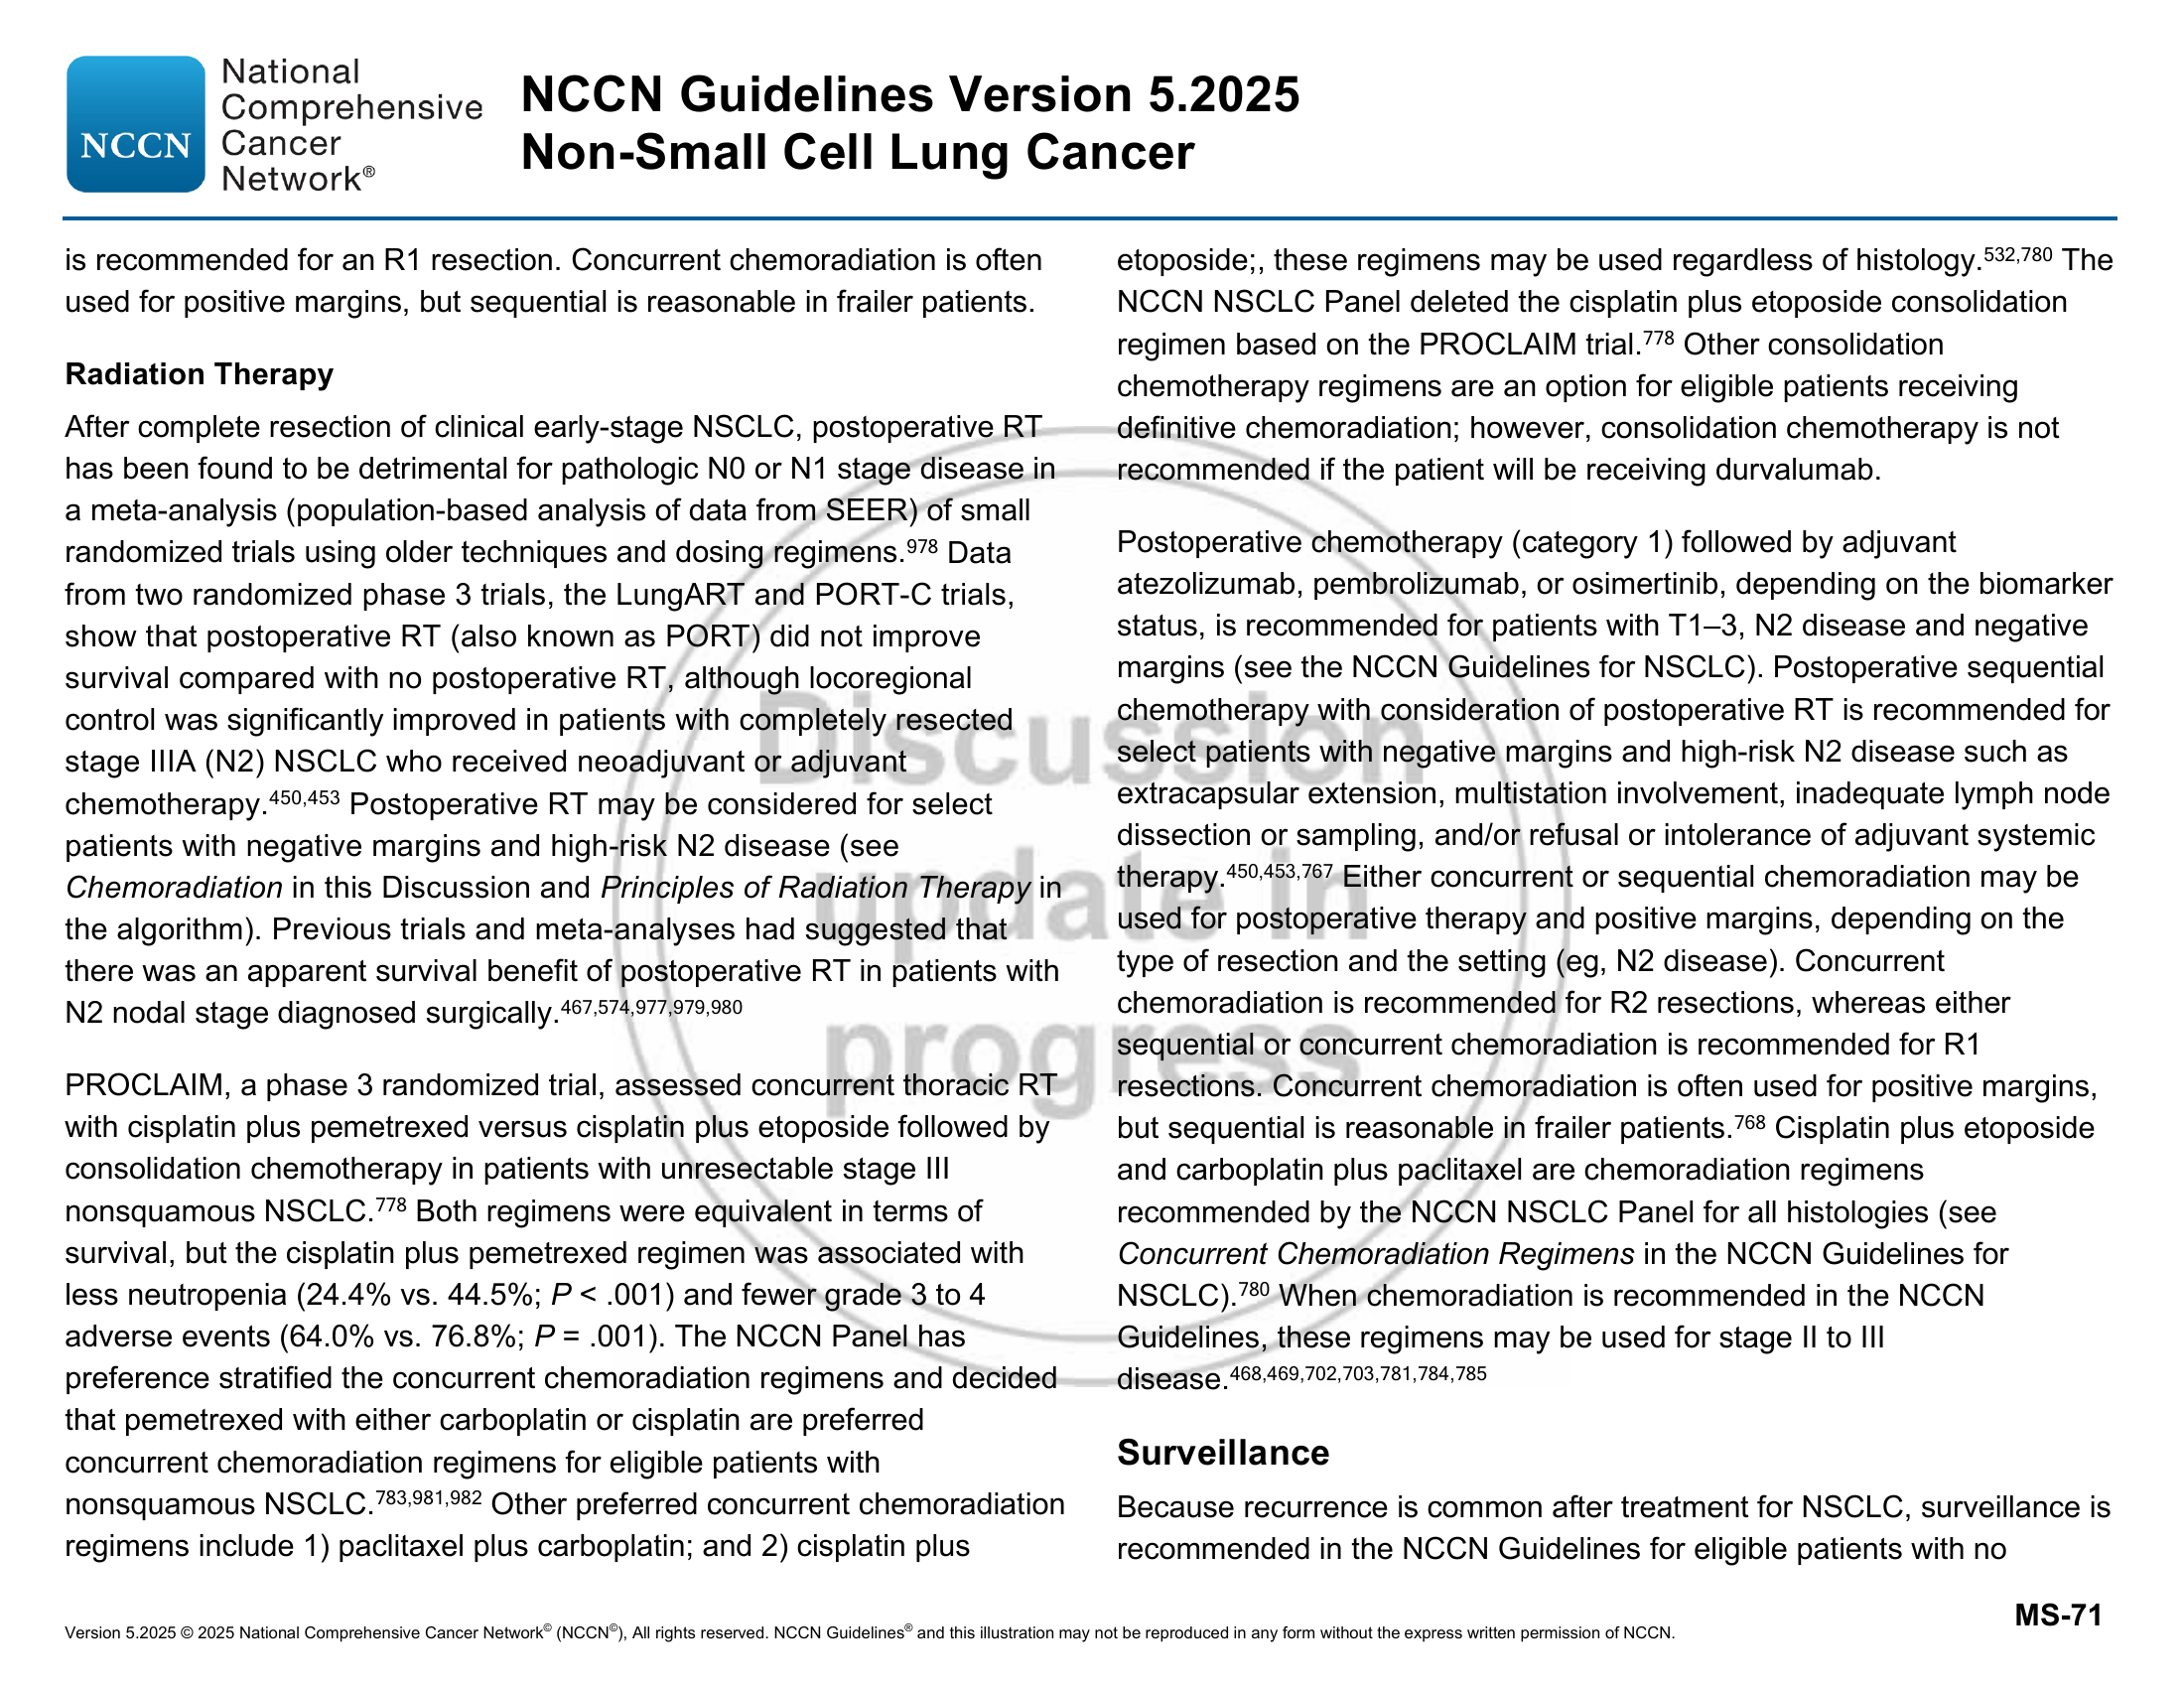 NCCN
National
Comprehensive
Cancer
Network®
NCCN Guidelines Version 5.2025
Non-Small Cell Lung Cancer
is recommended for an R1 resection. Concurrent chemoradiation is often
used for positive margins, but sequential is reasonable in frailer patients.
Radiation Therapy
After complete resection of clinical early-stage NSCLC, postoperative RT
has been found to be detrimental for pathologic N0 or N1 stage disease in
a meta-analysis (population-based analysis of data from SEER) of small
randomized trials using older techniques and dosing regimens.978 Data
from two randomized phase 3 trials, the LungART and PORT-C trials,
show that postoperative RT (also known as PORT) did not improve
survival compared with no postoperative RT, although locoregional
control was significantly improved in patients with completely resected
stage IIIA (N2) NSCLC who received neoadjuvant or adjuvant
chemotherapy.450,453 Postoperative RT may be considered for select
patients with negative margins and high-risk N2 disease (see
Chemoradiation in this Discussion and Principles of Radiation Therapy in
the algorithm). Previous trials and meta-analyses had suggested that
there was an apparent survival benefit of postoperative RT in patients with
N2 nodal stage diagnosed surgically.467,574,977,979,980
PROCLAIM, a phase 3 randomized trial, assessed concurrent thoracic RT
with cisplatin plus pemetrexed versus cisplatin plus etoposide followed by
consolidation chemotherapy in patients with unresectable stage III
nonsquamous NSCLC.778 Both regimens were equivalent in terms of
survival, but the cisplatin plus pemetrexed regimen was associated with
less neutropenia (24.4% vs. 44.5%; P < .001) and fewer grade 3 to 4
adverse events (64.0% vs. 76.8%; P = .001). The NCCN Panel has
preference stratified the concurrent chemoradiation regimens and decided
that pemetrexed with either carboplatin or cisplatin are preferred
concurrent chemoradiation regimens for eligible patients with
nonsquamous NSCLC.783,981,982 Other preferred concurrent chemoradiation
regimens include 1) paclitaxel plus carboplatin; and 2) cisplatin plus
etoposide;, these regimens may be used regardless of histology.532,780 The
NCCN NSCLC Panel deleted the cisplatin plus etoposide consolidation
regimen based on the PROCLAIM trial.778 Other consolidation
chemotherapy regimens are an option for eligible patients receiving
definitive chemoradiation; however, consolidation chemotherapy is not
recommended if the patient will be receiving durvalumab.
Postoperative chemotherapy (category 1) followed by adjuvant
atezolizumab, pembrolizumab, or osimertinib, depending on the biomarker
status, is recommended for patients with T1–3, N2 disease and negative
margins (see the NCCN Guidelines for NSCLC). Postoperative sequential
chemotherapy with consideration of postoperative RT is recommended for
select patients with negative margins and high-risk N2 disease such as
extracapsular extension, multistation involvement, inadequate lymph node
dissection or sampling, and/or refusal or intolerance of adjuvant systemic
therapy.450,453,767 Either concurrent or sequential chemoradiation may be
used for postoperative therapy and positive margins, depending on the
type of resection and the setting (eg, N2 disease). Concurrent
chemoradiation is recommended for R2 resections, whereas either
sequential or concurrent chemoradiation is recommended for R1
resections. Concurrent chemoradiation is often used for positive margins,
but sequential is reasonable in frailer patients.768 Cisplatin plus etoposide
and carboplatin plus paclitaxel are chemoradiation regimens
recommended by the NCCN NSCLC Panel for all histologies (see
Concurrent Chemoradiation Regimens in the NCCN Guidelines for
NSCLC).780 When chemoradiation is recommended in the NCCN
Guidelines, these regimens may be used for stage II to III
disease.468,469,702,703,781,784,785
Surveillance
Because recurrence is common after treatment for NSCLC, surveillance is
recommended in the NCCN Guidelines for eligible patients with no
Discussion
update in
progress
MS-71
Version 5.2025 © 2025 National Comprehensive Cancer Network© (NCCN©), All rights reserved. NCCN Guidelines® and this illustration may not be reproduced in any form without the express written permission of NCCN.